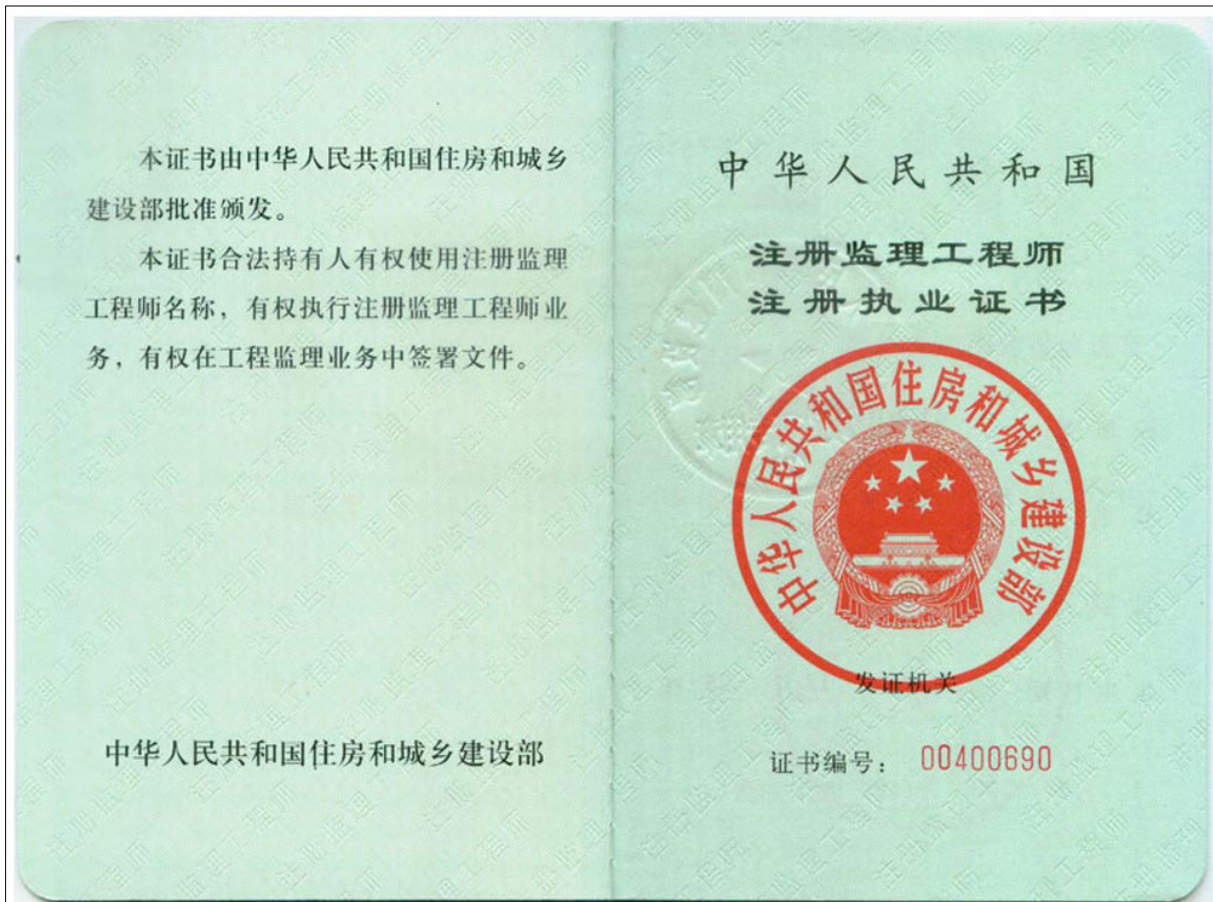 本证书由中华人民共和国住房和城乡
建设部批准颁发。
本证书合法持有人有权使用注册监理
工程师名称，有权执行注册监理工程师业
务，有权在工程监理业务中签署文件。
中华人民共和国住房和城乡建设部
中华人民共和国
注册监理工程师
注册执业证书
中华人民共和国住房和城乡建设部
发证机关
证书编号： 00400690